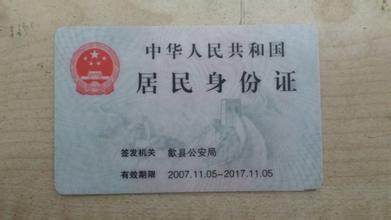 中华人民共和国
居民身份证
签发机关 歙县公安局
有效期限 2007.11.05-2017.11.05